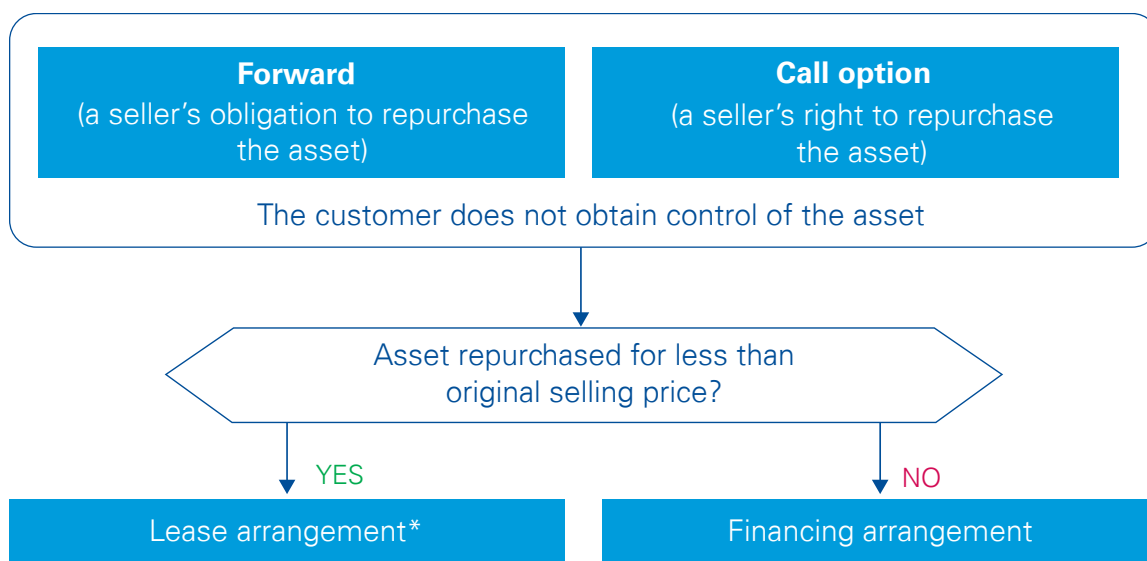 Forward
(a seller’s obligation to repurchase
the asset)
Call option
(a seller’s right to repurchase
the asset)
The customer does not obtain control of the asset
Asset repurchased for less than
original selling price?
YES
NO
Lease arrangement*
Financing arrangement